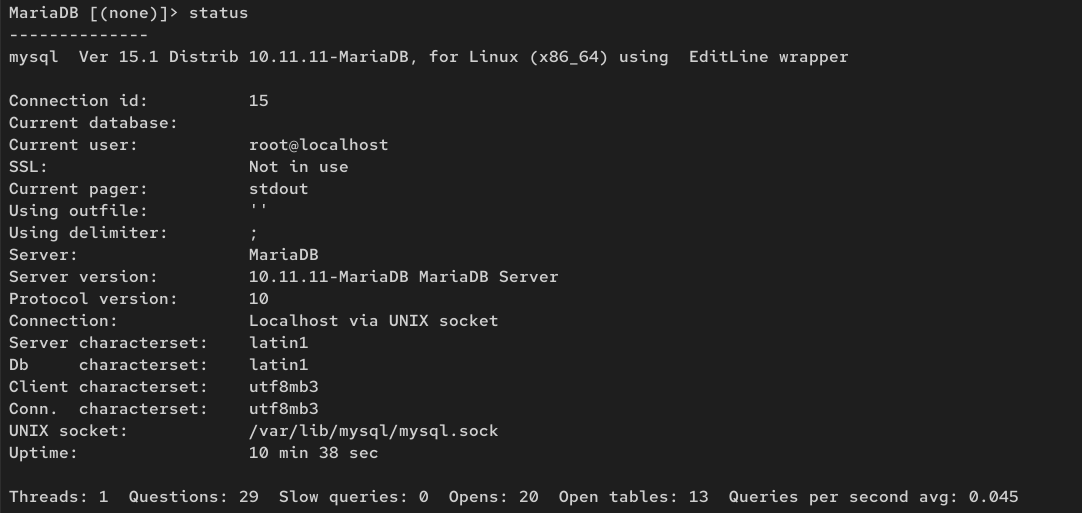 MariaDB [(none)]> status
--------------
mysql  Ver 15.1 Distrib 10.11.11-MariaDB, for Linux (x86_64) using  EditLine wrapper

Connection id:          15
Current database:
Current user:           root@localhost
SSL:                    Not in use
Current pager:          stdout
Using outfile:          ''
Using delimiter:        ;
Server:                 MariaDB
Server version:         10.11.11-MariaDB MariaDB Server
Protocol version:       10
Connection:             Localhost via UNIX socket
Server characterset:    latin1
Db     characterset:    latin1
Client characterset:    utf8mb3
Conn.  characterset:    utf8mb3
UNIX socket:            /var/lib/mysql/mysql.sock
Uptime:                 10 min 38 sec

Threads: 1  Questions: 29  Slow queries: 0  Opens: 20  Open tables: 13  Queries per second avg: 0.045